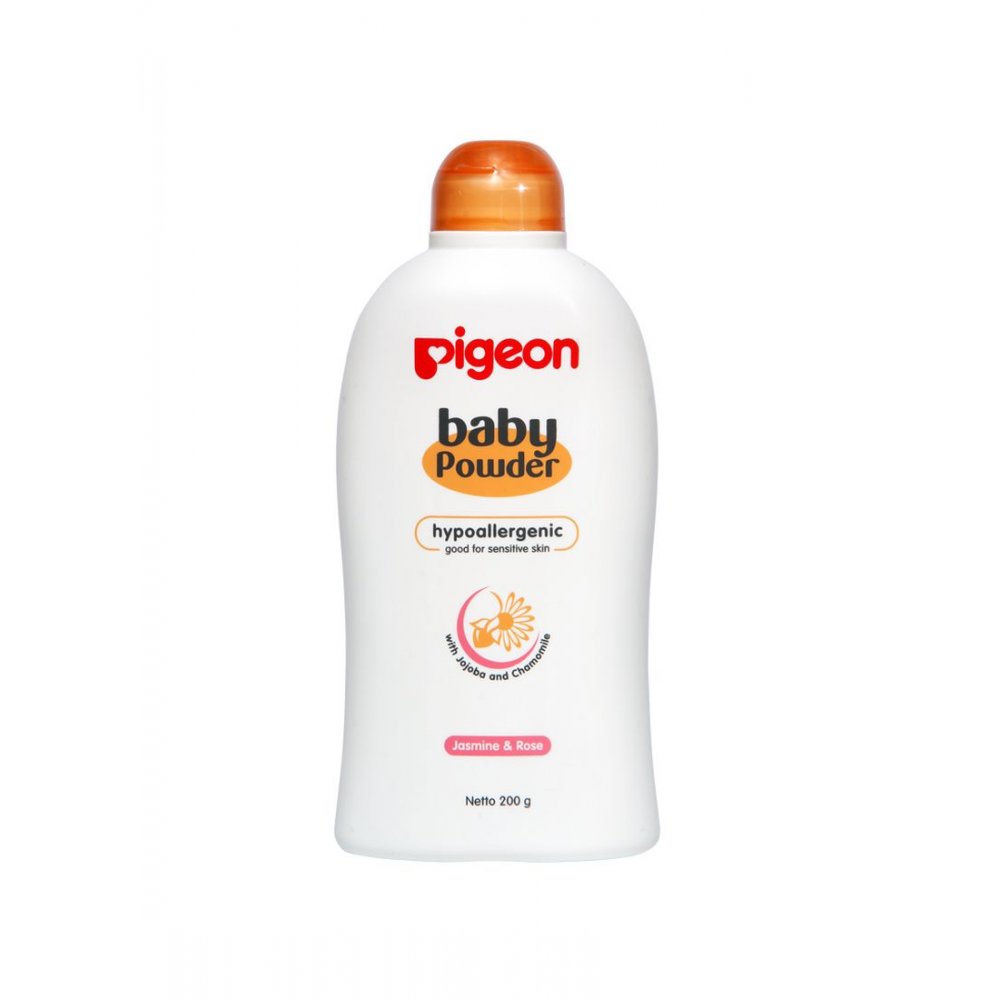 pigeon
baby
Powder
hypoallergenic
good for sensitive skin
with Jojoba and Chamomile
Jasmine & Rose
Netto 200 g